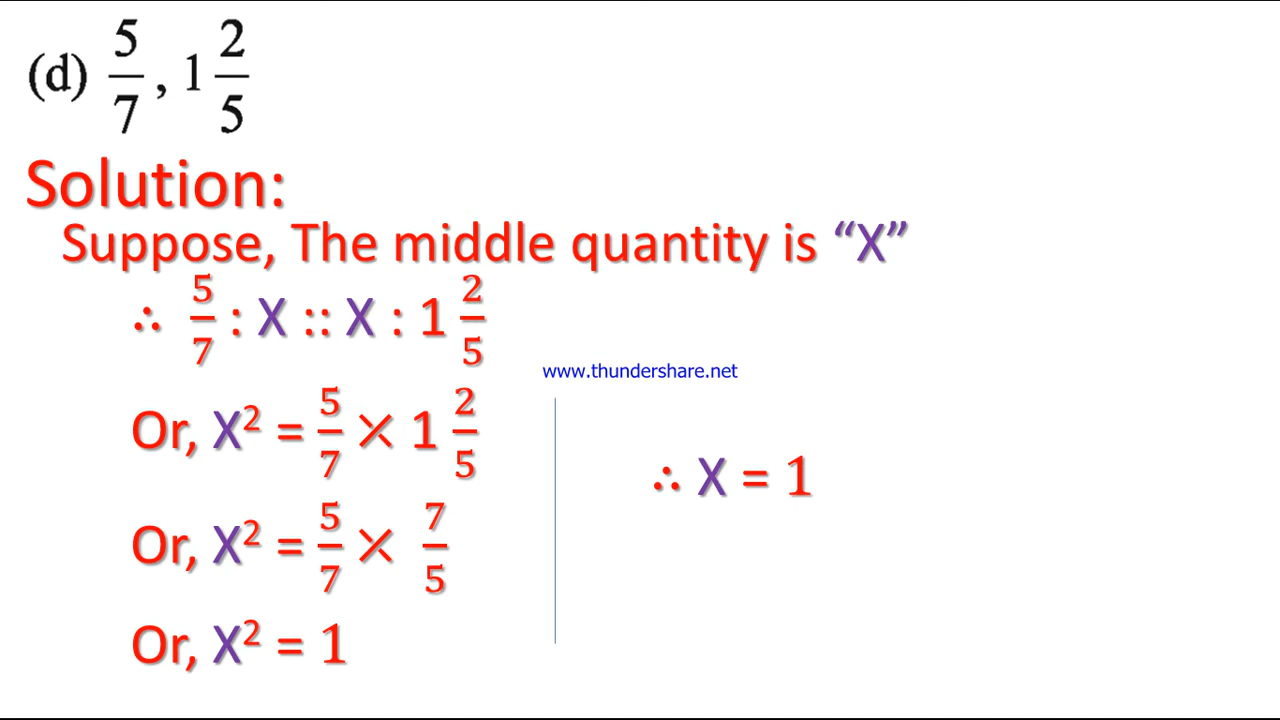 (d) 5/7 , 1 2/5
Solution:
Suppose, The middle quantity is “X”
∴ 5/7 : X :: X : 1 2/5
www.thundershare.net
Or, X² = 5/7 × 1 2/5
Or, X² = 5/7 × 7/5
Or, X² = 1
∴ X = 1